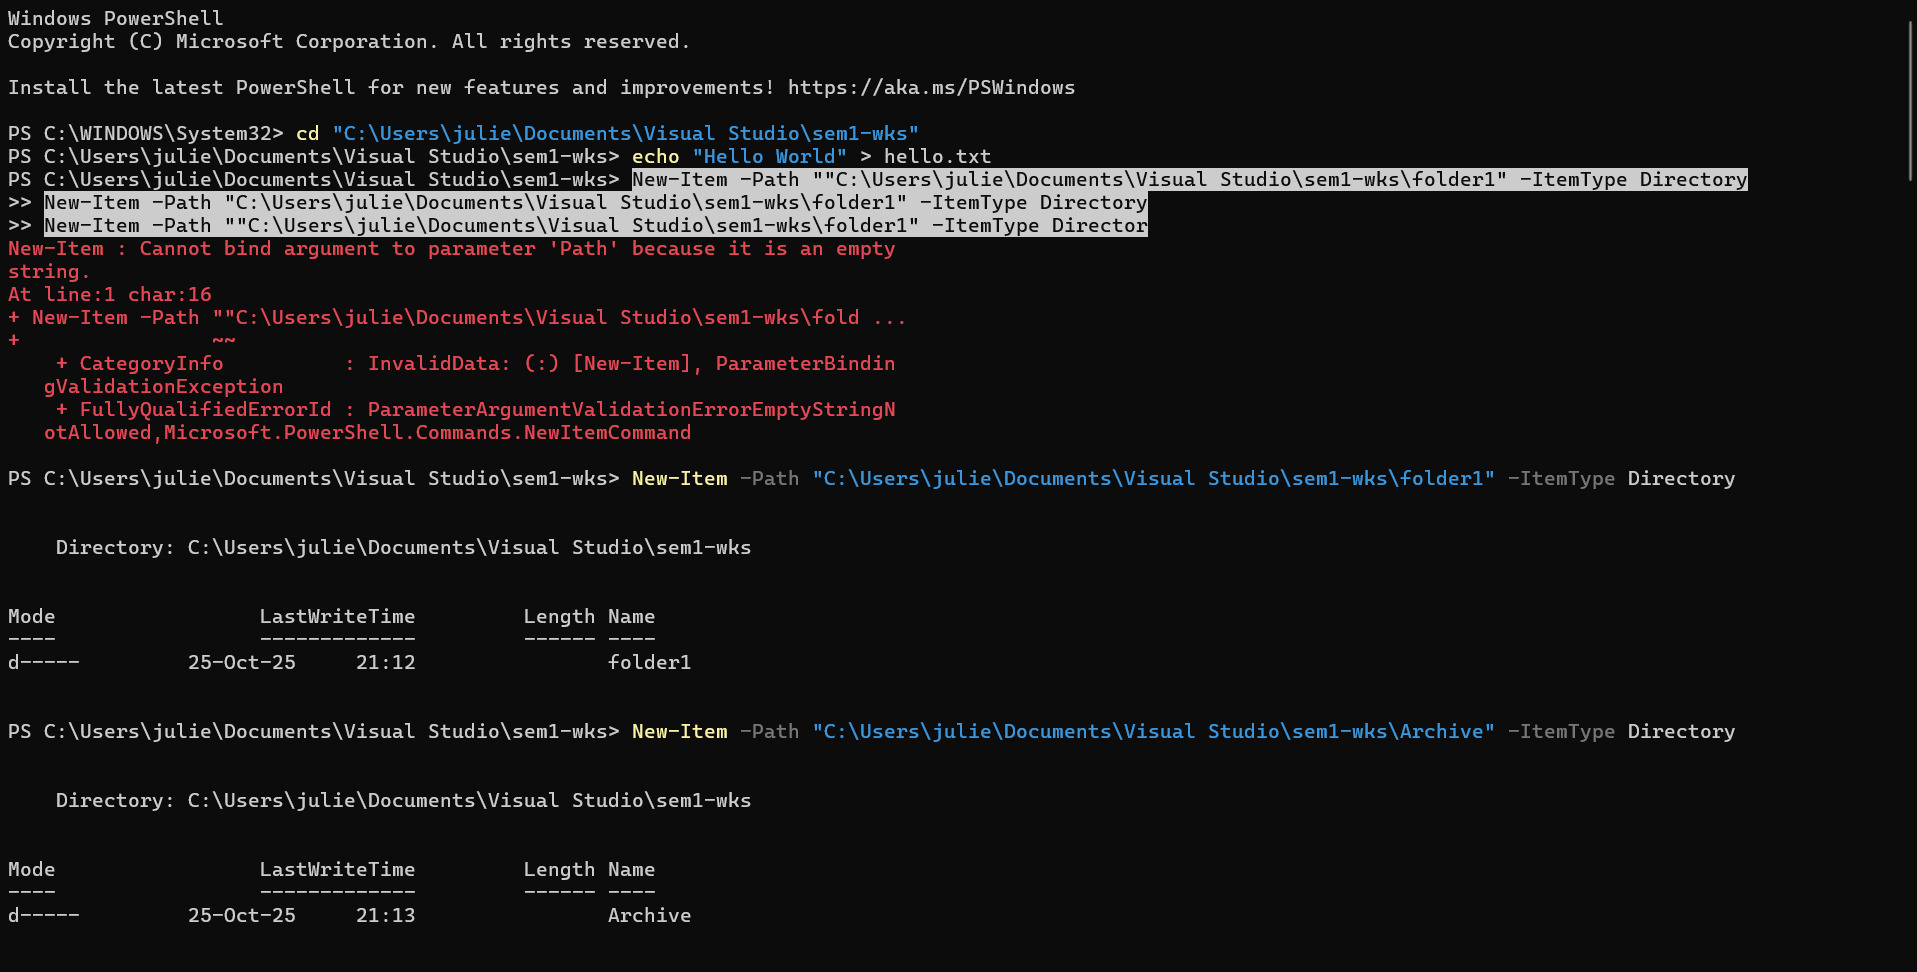 Windows PowerShell
Copyright (C) Microsoft Corporation. All rights reserved.
Install the latest PowerShell for new features and improvements! https://aka.ms/PSWindows
PS C:\WINDOWS\System32> cd "C:\Users\julie\Documents\Visual Studio\sem1-wks"
PS C:\Users\julie\Documents\Visual Studio\sem1-wks> echo "Hello World" > hello.txt
PS C:\Users\julie\Documents\Visual Studio\sem1-wks> New-Item -Path ""C:\Users\julie\Documents\Visual Studio\sem1-wks\folder1" -ItemType Directory
>> New-Item -Path "C:\Users\julie\Documents\Visual Studio\sem1-wks\folder1" -ItemType Directory
>> New-Item -Path ""C:\Users\julie\Documents\Visual Studio\sem1-wks\folder1" -ItemType Director
New-Item : Cannot bind argument to parameter 'Path' because it is an empty
string.
At line:1 char:16
+ New-Item -Path ""C:\Users\julie\Documents\Visual Studio\sem1-wks\fold ...
+                ~~
    + CategoryInfo          : InvalidData: (:) [New-Item], ParameterBindin
   gValidationException
    + FullyQualifiedErrorId : ParameterArgumentValidationErrorEmptyStringN
   otAllowed,Microsoft.PowerShell.Commands.NewItemCommand
PS C:\Users\julie\Documents\Visual Studio\sem1-wks> New-Item -Path "C:\Users\julie\Documents\Visual Studio\sem1-wks\folder1" -ItemType Directory
    Directory: C:\Users\julie\Documents\Visual Studio\sem1-wks
Mode                 LastWriteTime         Length Name
----                 -------------         ------ ----
d-----         25-Oct-25     21:12                folder1
PS C:\Users\julie\Documents\Visual Studio\sem1-wks> New-Item -Path "C:\Users\julie\Documents\Visual Studio\sem1-wks\Archive" -ItemType Directory
    Directory: C:\Users\julie\Documents\Visual Studio\sem1-wks
Mode                 LastWriteTime         Length Name
----                 -------------         ------ ----
d-----         25-Oct-25     21:13                Archive